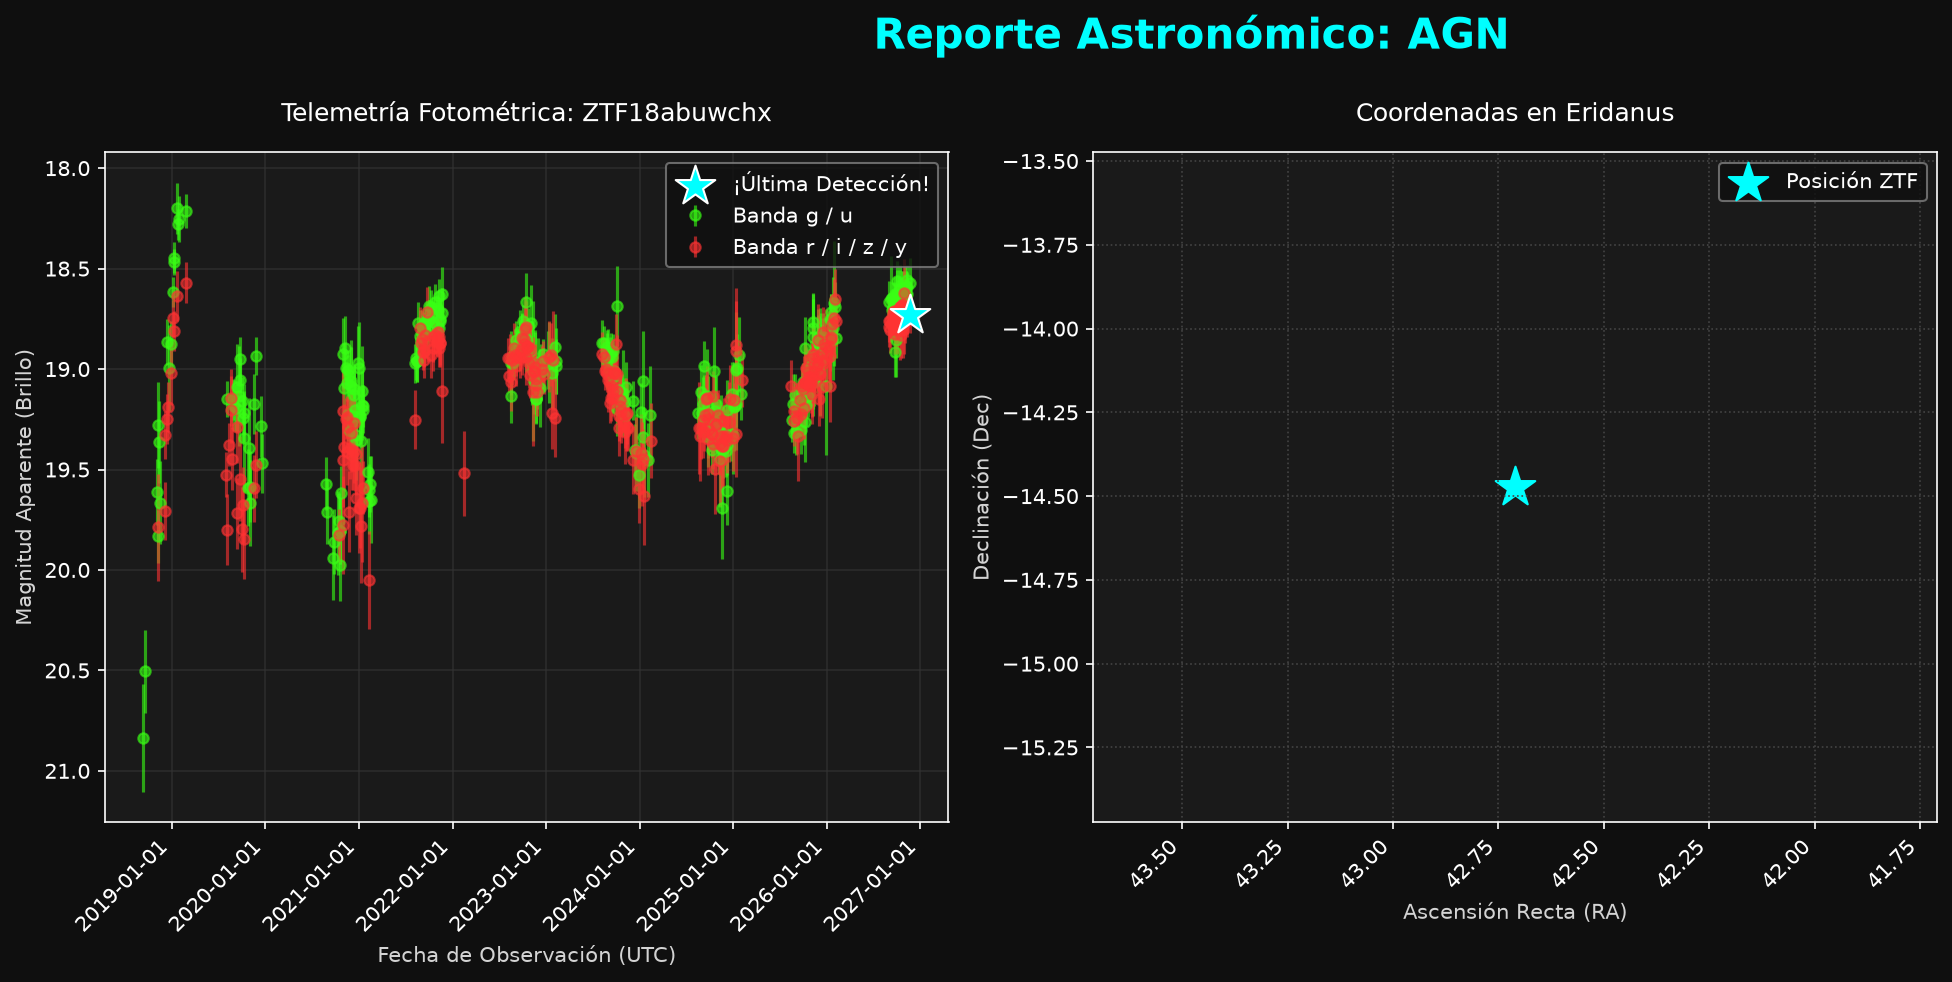 Reporte Astronómico: AGN
Telemetría Fotométrica: ZTF18abuwchx
¡Última Detección!
Banda g / u
Banda r / i / z / y
Magnitud Aparente (Brillo)
18.0
18.5
19.0
19.5
20.0
20.5
21.0
2019-01-01
2020-01-01
2021-01-01
2022-01-01
2023-01-01
2024-01-01
2025-01-01
2026-01-01
2027-01-01
Fecha de Observación (UTC)
Coordenadas en Eridanus
Posición ZTF
Declinación (Dec)
−13.50
−13.75
−14.00
−14.25
−14.50
−14.75
−15.00
−15.25
43.50
43.25
43.00
42.75
42.50
42.25
42.00
41.75
Ascensión Recta (RA)